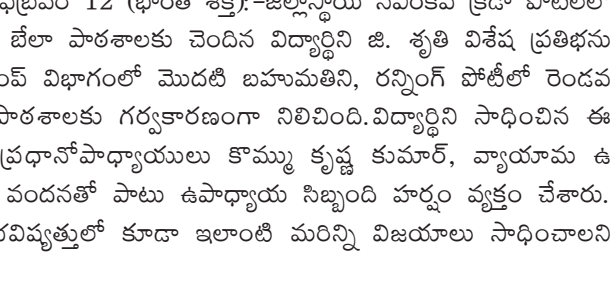 ఫిబ్రవరి 12 (భారత శక్తి):-జిల్లాస్థాయి సేపాక్ క్రీడా పోటీలలో
బేలా పాఠశాలకు చెందిన విద్యార్థిని జి. శృతి విశేష ప్రతిభను
ంప్ విభాగంలో మొదటి బహుమతిని, రన్నింగ్ పోటీలో రెండవ
పాఠశాలకు గర్వకారణంగా నిలిచింది.విద్యార్థిని సాధించిన ఈ
ప్రధానోపాధ్యాయులు కొమ్ము కృష్ణ కుమార్, వ్యాయామ ఉ
వందనతో పాటు ఉపాధ్యాయ సిబ్బంది హర్షం వ్యక్తం చేశారు.
భవిష్యత్తులో కూడా ఇలాంటి మరిన్ని విజయాలు సాధించాలని